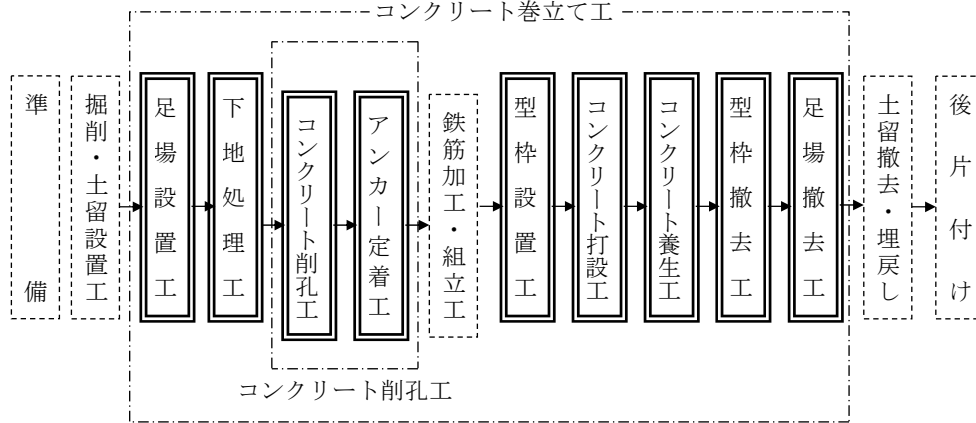 コンクリート巻立て工
準備
掘削・土留設置工
足場設置工
下地処理工
コンクリート削孔工
アンカー定着工
鉄筋加工・組立工
型枠設置工
コンクリート打設工
コンクリート養生工
型枠撤去工
足場撤去工
土留撤去・埋戻し
後片付け
コンクリート削孔工